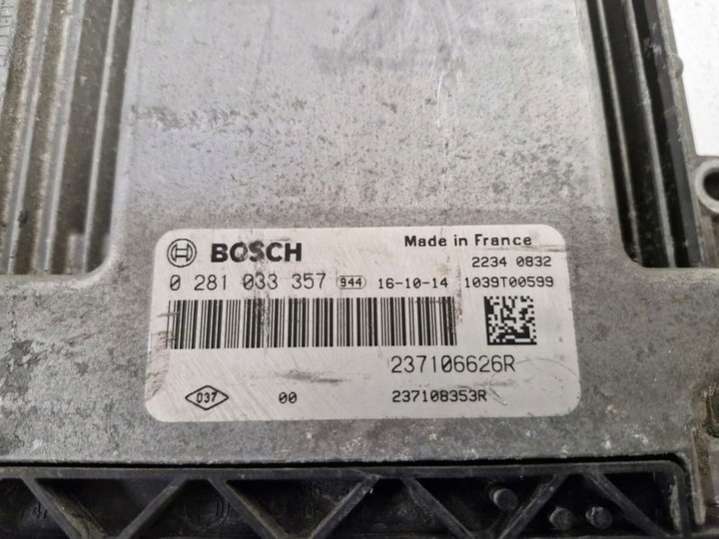 BOSCH
Made in France
2234 0832
0 281 033 357 944 16-10-14 1039T00599
237106626R
037 00 237108353R